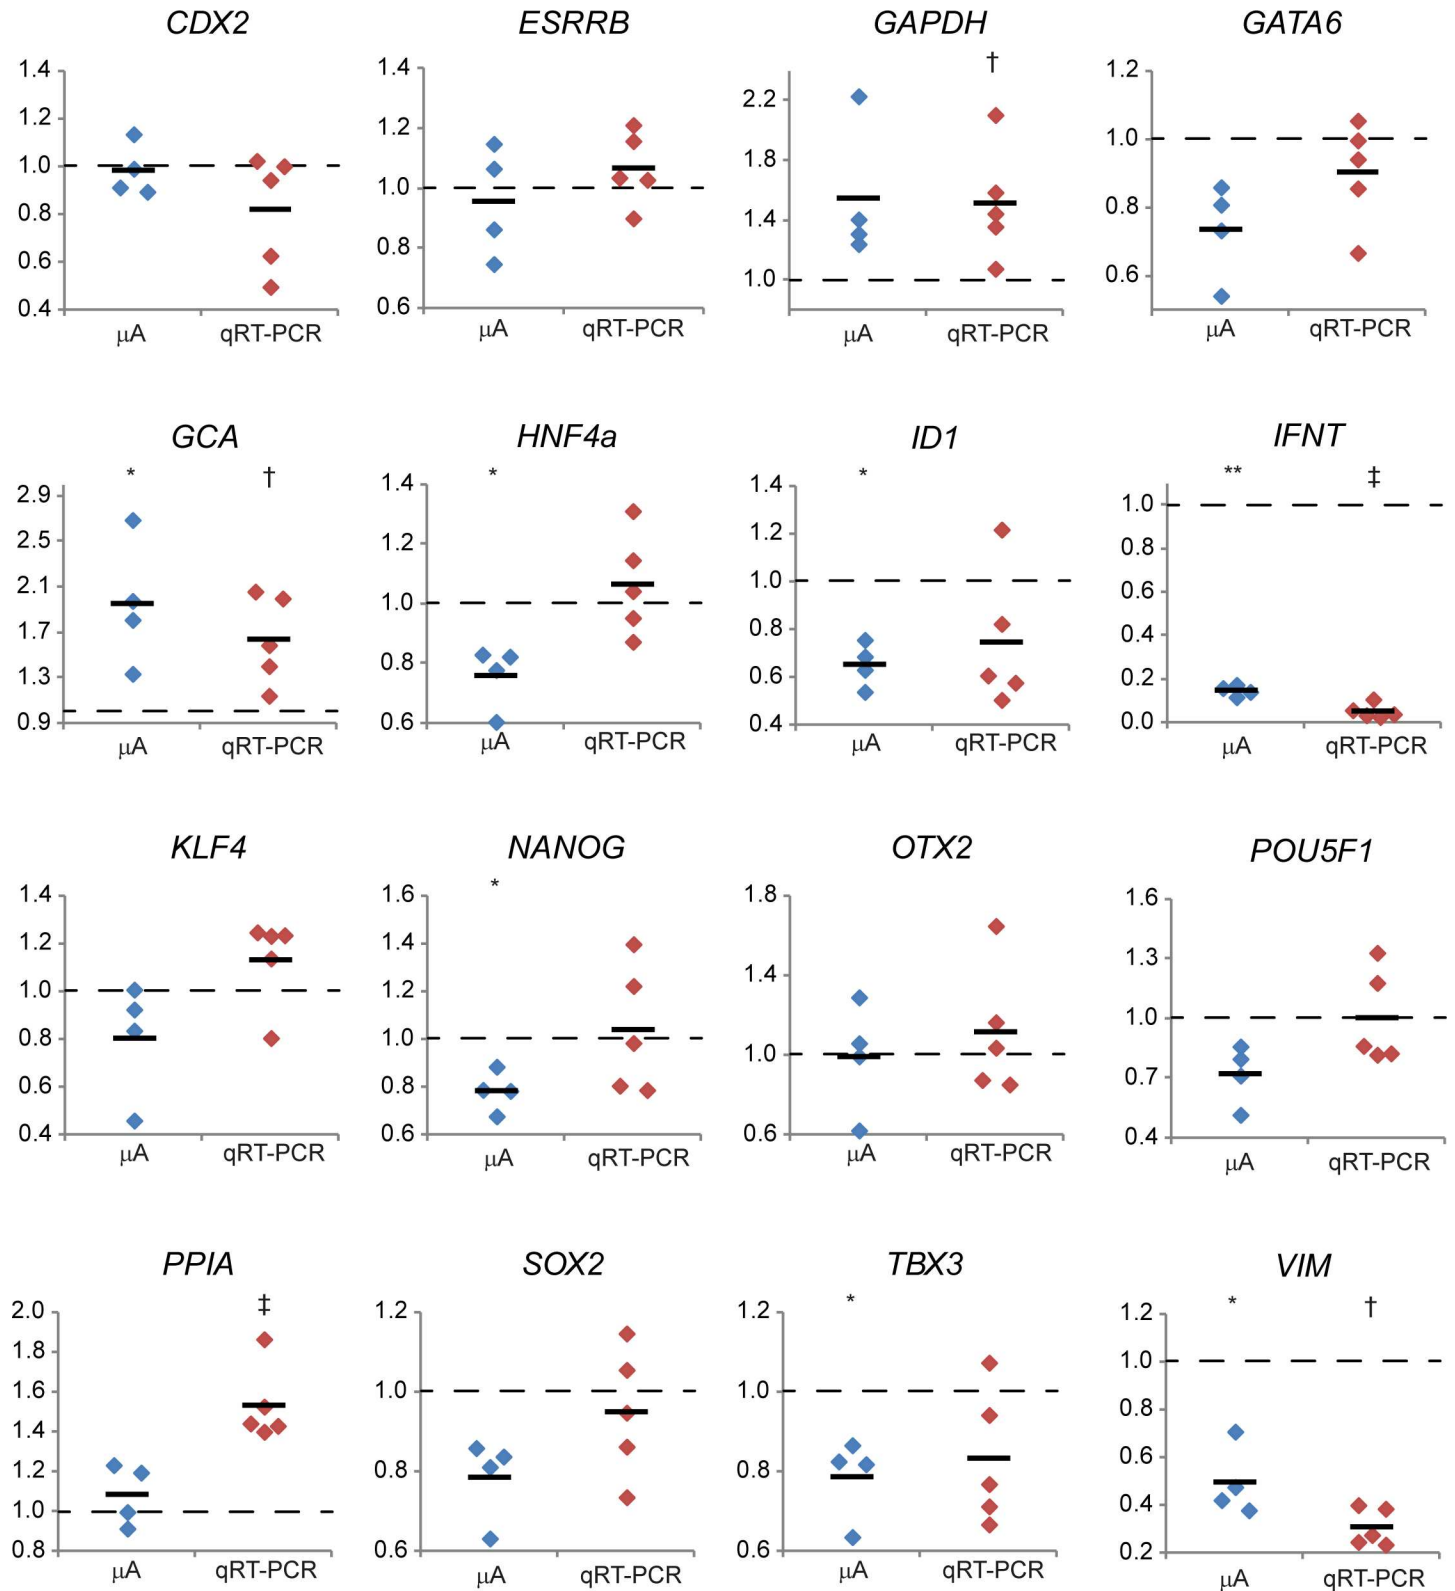 CDX2 ESRRB GAPDH GATA6
†
1.4 1.4 2.2 1.2
1.2 1.2 1.8 1.0
1.0 1.0 1.4 0.8
0.8 0.8 1.0 0.6
0.6 0.6
0.4
μA qRT-PCR μA qRT-PCR μA qRT-PCR μA qRT-PCR
GCA HNF4a ID1 IFNT
* † * * ** ‡
2.9 1.4 1.4 1.0
2.5 1.2 1.2 0.8
2.1 1.0 1.0 0.6
1.7 0.8 0.8 0.4
1.3 0.6 0.6 0.2
0.9 0.4 0.0
μA qRT-PCR μA qRT-PCR μA qRT-PCR μA qRT-PCR
KLF4 NANOG OTX2 POU5F1
*
1.4 1.6 1.8 1.6
1.2 1.4 1.4 1.3
1.0 1.2 1.0 1.0
0.8 1.0 0.6 0.7
0.6 0.8 0.4
0.4 0.6
μA qRT-PCR μA qRT-PCR μA qRT-PCR μA qRT-PCR
PPIA SOX2 TBX3 VIM
‡ * * †
2.0 1.2 1.2 1.2
1.8 1.0 1.0 1.0
1.6 0.8 0.8 0.8
1.4 0.6 0.6 0.6
1.2 0.4
1.0 0.2
0.8
μA qRT-PCR μA qRT-PCR μA qRT-PCR μA qRT-PCR